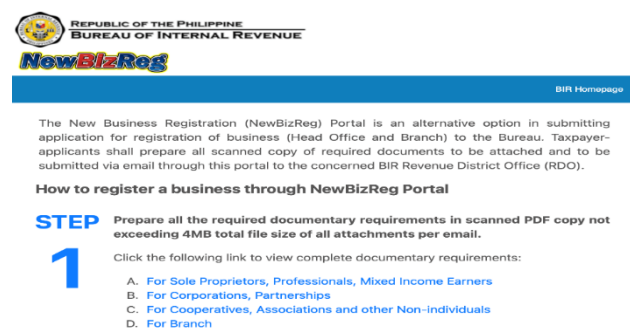 REPUBLIC OF THE PHILIPPINE
BUREAU OF INTERNAL REVENUE
NewBizReg
BIR Homepage
The New Business Registration (NewBizReg) Portal is an alternative option in submitting
application for registration of business (Head Office and Branch) to the Bureau. Taxpayer-
applicants shall prepare all scanned copy of required documents to be attached and to be
submitted via email through this portal to the concerned BIR Revenue District Office (RDO).
How to register a business through NewBizReg Portal
STEP
1
Prepare all the required documentary requirements in scanned PDF copy not
exceeding 4MB total file size of all attachments per email.
Click the following link to view complete documentary requirements:
A. For Sole Proprietors, Professionals, Mixed Income Earners
B. For Corporations, Partnerships
C. For Cooperatives, Associations and other Non-individuals
D. For Branch